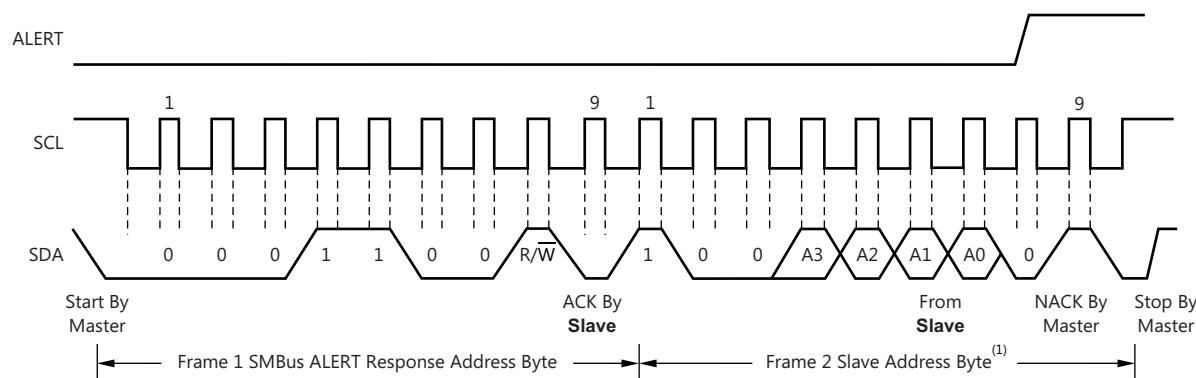 ALERT
1 9 1 9
SCL
SDA 0 0 0 1 1 0 0 R/W 1 0 0 A3 A2 A1 A0 0
Start By
Master
ACK By
Slave
From
Slave
NACK By
Master
Stop By
Master
Frame 1 SMBus ALERT Response Address Byte
Frame 2 Slave Address Byte(1)